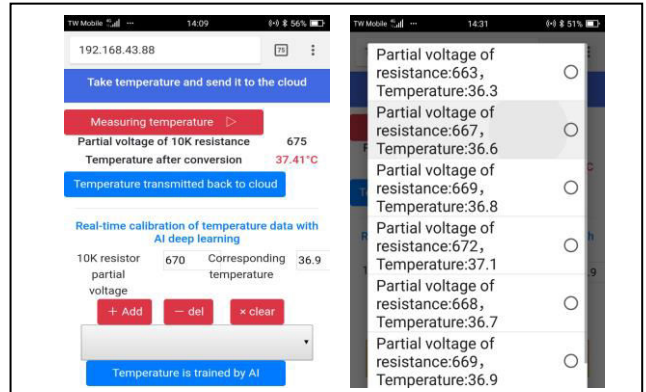 TW Mobile ··· 14:09 56%
192.168.43.88 75
Take temperature and send it to the cloud
Measuring temperature ▷
Partial voltage of 10K resistance 675
Temperature after conversion 37.41°C
Temperature transmitted back to cloud
Real-time calibration of temperature data with
AI deep learning
10K resistor
partial
voltage
670
Corresponding
temperature
36.9
+ Add
− del
× clear
Temperature is trained by AI
TW Mobile ··· 14:31 51%
Partial voltage of
resistance:663,
Temperature:36.3
Partial voltage of
resistance:667,
Temperature:36.6
Partial voltage of
resistance:669,
Temperature:36.8
Partial voltage of
resistance:672,
Temperature:37.1
Partial voltage of
resistance:668,
Temperature:36.7
Partial voltage of
resistance:669,
Temperature:36.9